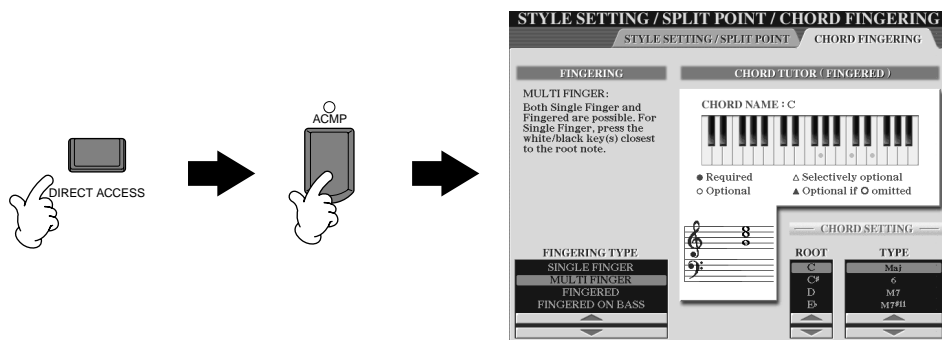 DIRECT ACCESS
ACMP
STYLE SETTING / SPLIT POINT / CHORD FINGERING
STYLE SETTING / SPLIT POINT
CHORD FINGERING
FINGERING
MULTI FINGER:
Both Single Finger and
Fingered are possible. For
Single Finger, press the
white/black key(s) closest
to the root note.
FINGERING TYPE
SINGLE FINGER
MULTI FINGER
FINGERED
FINGERED ON BASS
CHORD TUTOR ( FINGERED )
CHORD NAME : C
● Required
△ Selectively optional
○ Optional
▲ Optional if O omitted
CHORD SETTING
ROOT
C
C♯
D
E♭
TYPE
Maj
6
M7
M7♯11